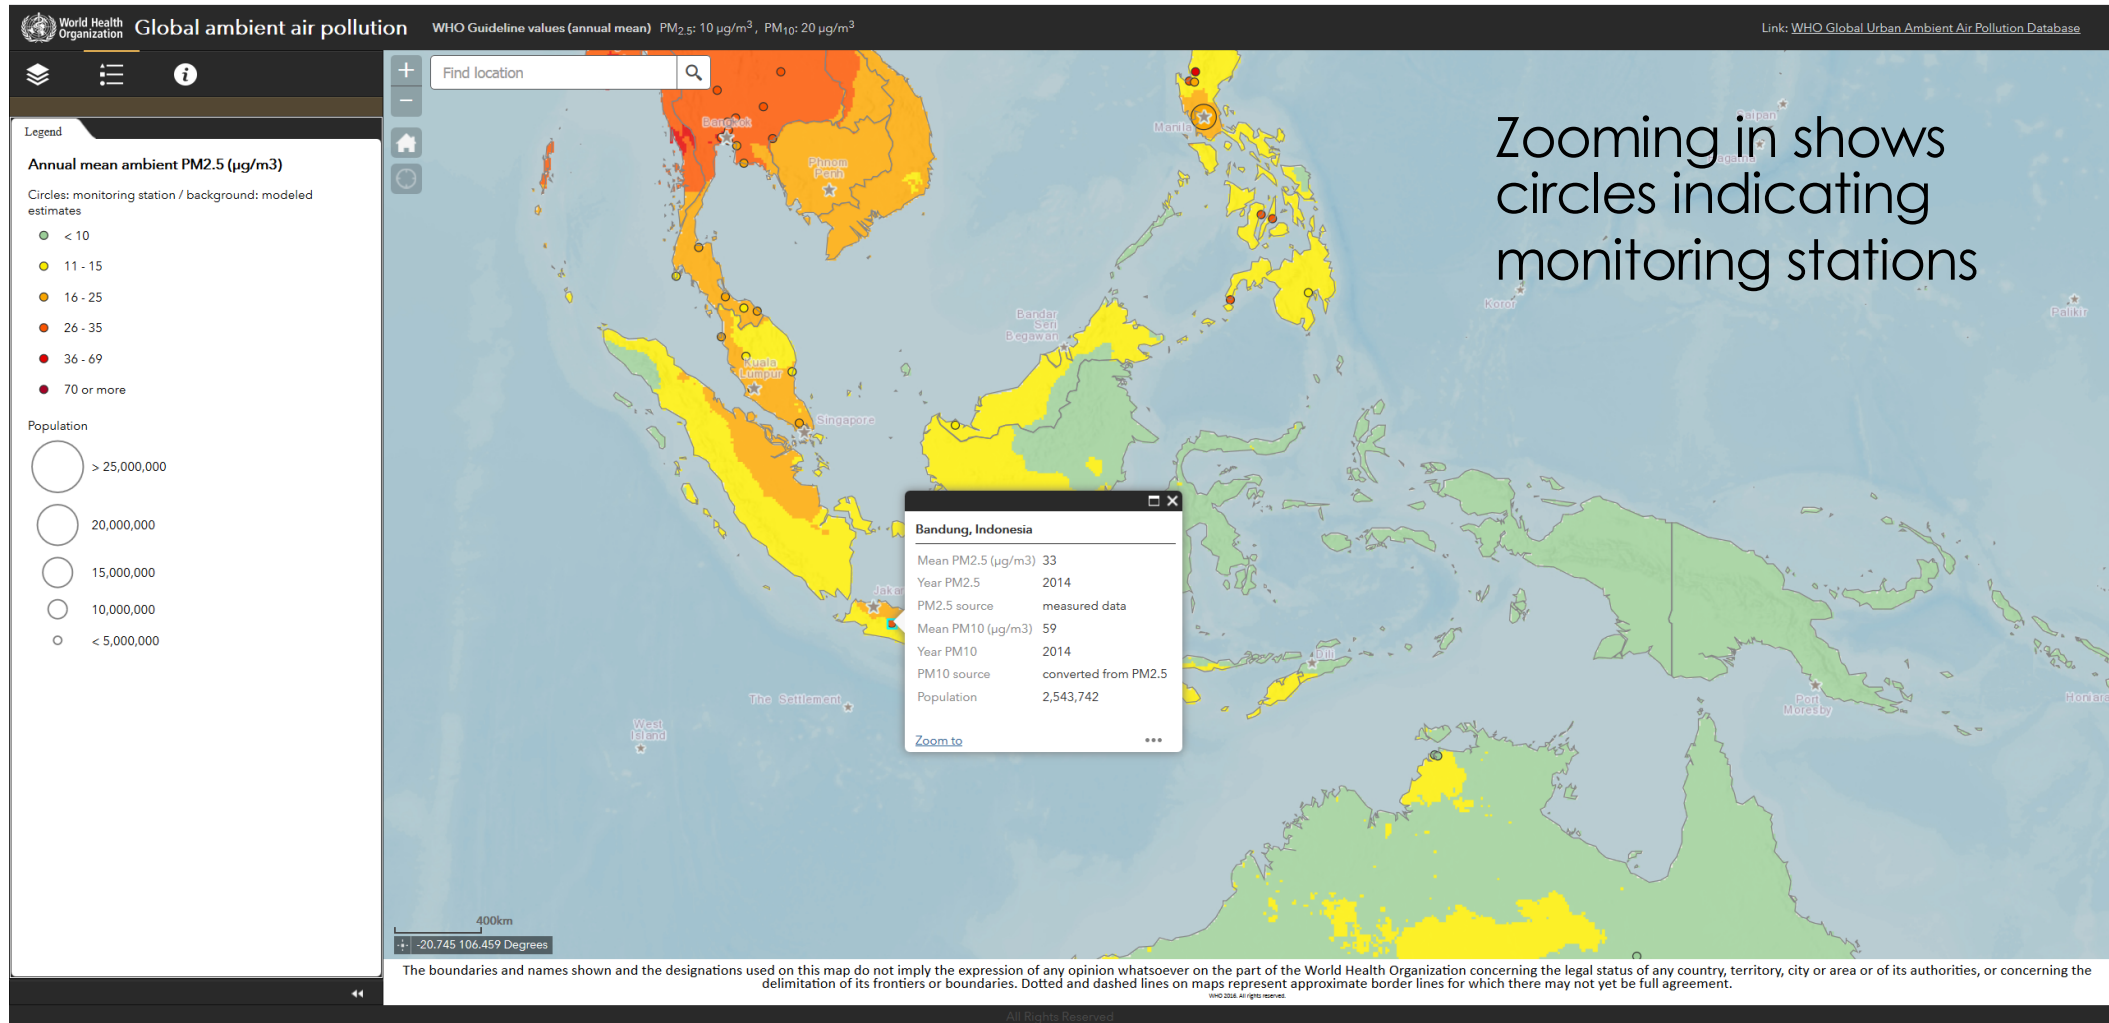 World Health
Organization
Global ambient air pollution
WHO Guideline values (annual mean) PM2.5: 10 µg/m3, PM10: 20 µg/m3
Link: WHO Global Urban Ambient Air Pollution Database
Legend
Annual mean ambient PM2.5 (µg/m3)
Circles: monitoring station / background: modeled
estimates
< 10
11 - 15
16 - 25
26 - 35
36 - 69
70 or more
Population
> 25,000,000
20,000,000
15,000,000
10,000,000
< 5,000,000
+
Find location
−
Zooming in shows
circles indicating
monitoring stations
Bangkok
Phnom
Penh
Manila
Saipan
Koror
Palikir
Bandar
Seri
Begawan
Kuala
Lumpur
Singapore
Jakar
Bandung, Indonesia
Mean PM2.5 (µg/m3) 33
Year PM2.5 2014
PM2.5 source measured data
Mean PM10 (µg/m3) 59
Year PM10 2014
PM10 source converted from PM2.5
Population 2,543,742
Zoom to
Dili
The Settlement
West
Island
Port
Moresby
Honiara
400km
-20.745 106.459 Degrees
The boundaries and names shown and the designations used on this map do not imply the expression of any opinion whatsoever on the part of the World Health Organization concerning the legal status of any country, territory, city or area or of its authorities, or concerning the
delimitation of its frontiers or boundaries. Dotted and dashed lines on maps represent approximate border lines for which there may not yet be full agreement.
WHO 2016. All rights reserved.
All Rights Reserved